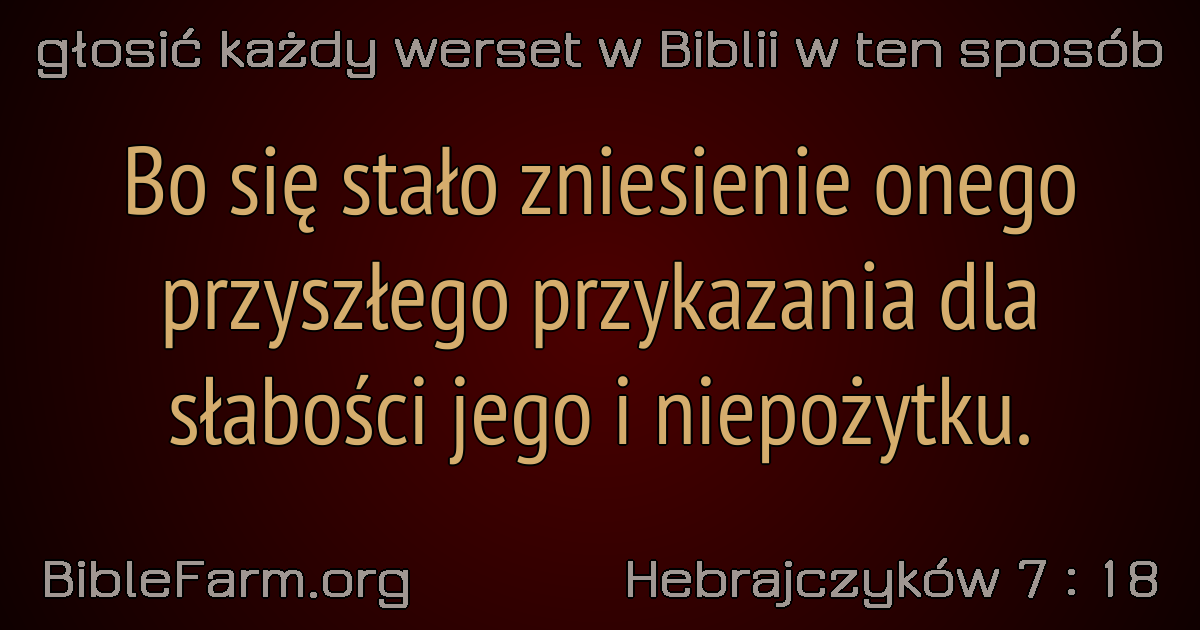 głosić każdy werset w Biblii w ten sposób
Bo się stało zniesienie onego
przyszłego przykazania dla
słabości jego i niepożytku.
BibleFarm.org
Hebrajczyków 7 : 18